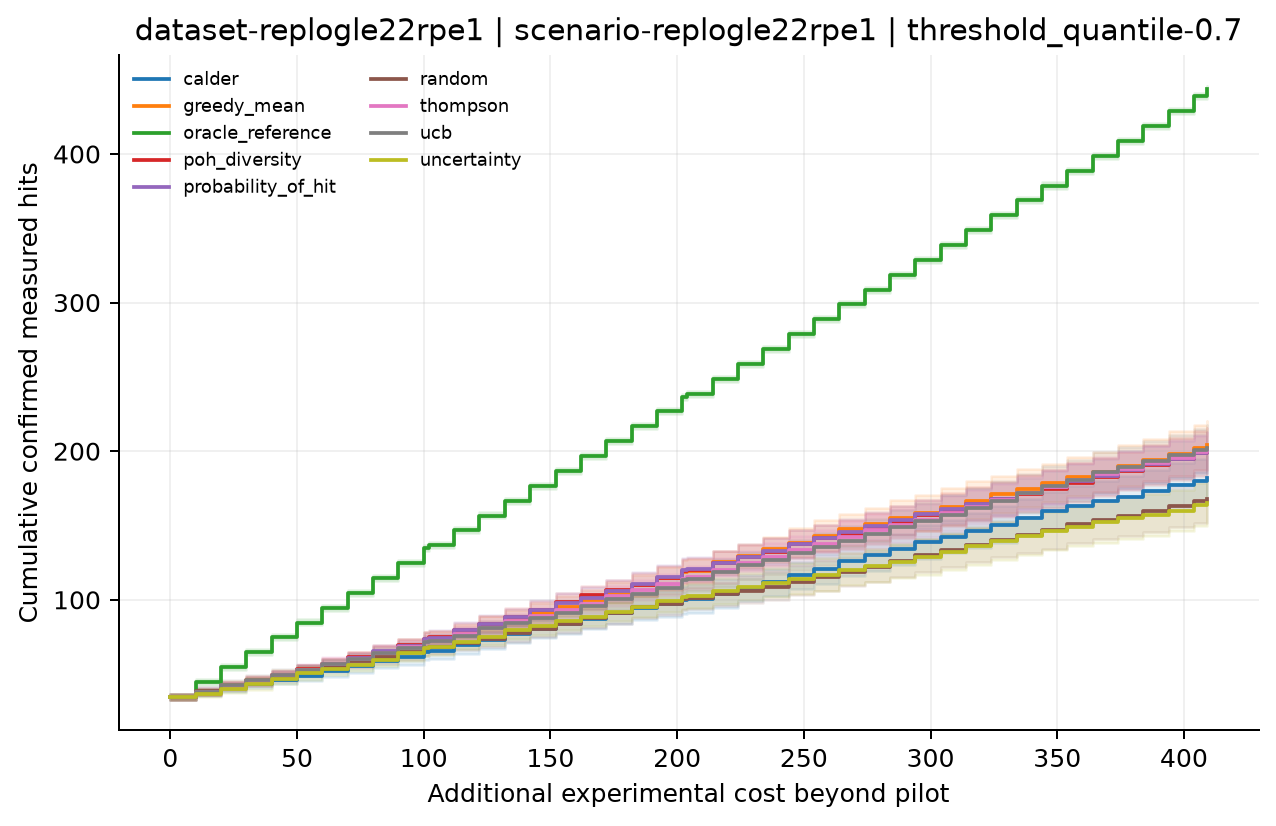 dataset-replogle22rpe1 | scenario-replogle22rpe1 | threshold_quantile-0.7
calder
greedy_mean
oracle_reference
poh_diversity
probability_of_hit
random
thompson
ucb
uncertainty
Cumulative confirmed measured hits
400
300
200
100
0
50
100
150
200
250
300
350
400
Additional experimental cost beyond pilot